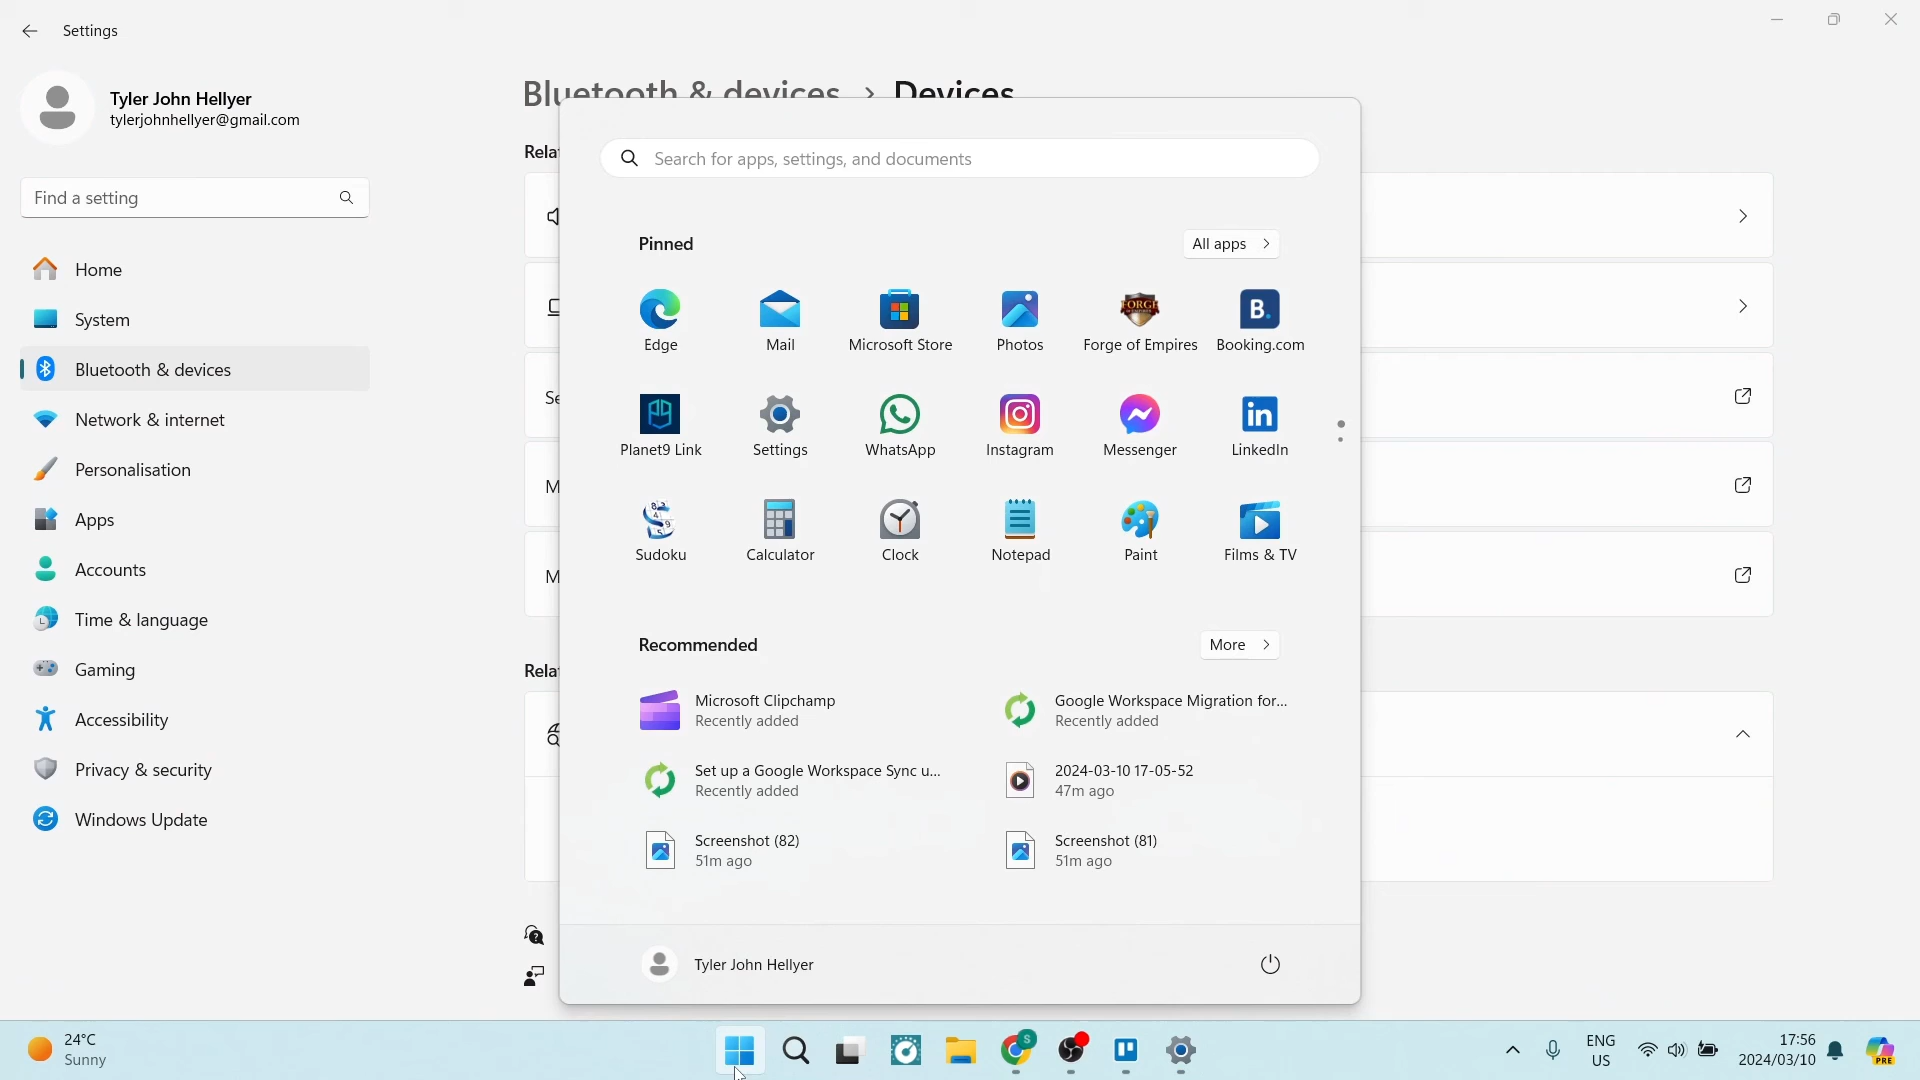 Settings
Tyler John Hellyer
tylerjohnhellyer@gmail.com
Find a setting
Home
System
Bluetooth & devices
Network & internet
Personalisation
Apps
Accounts
Time & language
Gaming
Accessibility
Privacy & security
Windows Update
Bluetooth & devices > Devices
Rela
Se
M
M
Rela
Search for apps, settings, and documents
Pinned
All apps
Edge
Mail
Microsoft Store
Photos
Forge of Empires
Booking.com
Planet9 Link
Settings
WhatsApp
Instagram
Messenger
LinkedIn
Sudoku
Calculator
Clock
Notepad
Paint
Films & TV
Recommended
More
Microsoft Clipchamp
Recently added
Google Workspace Migration for...
Recently added
Set up a Google Workspace Sync u...
Recently added
2024-03-10 17-05-52
47m ago
Screenshot (82)
51m ago
Screenshot (81)
51m ago
Tyler John Hellyer
24°C
Sunny
ENG
US
17:56
2024/03/10
PRE